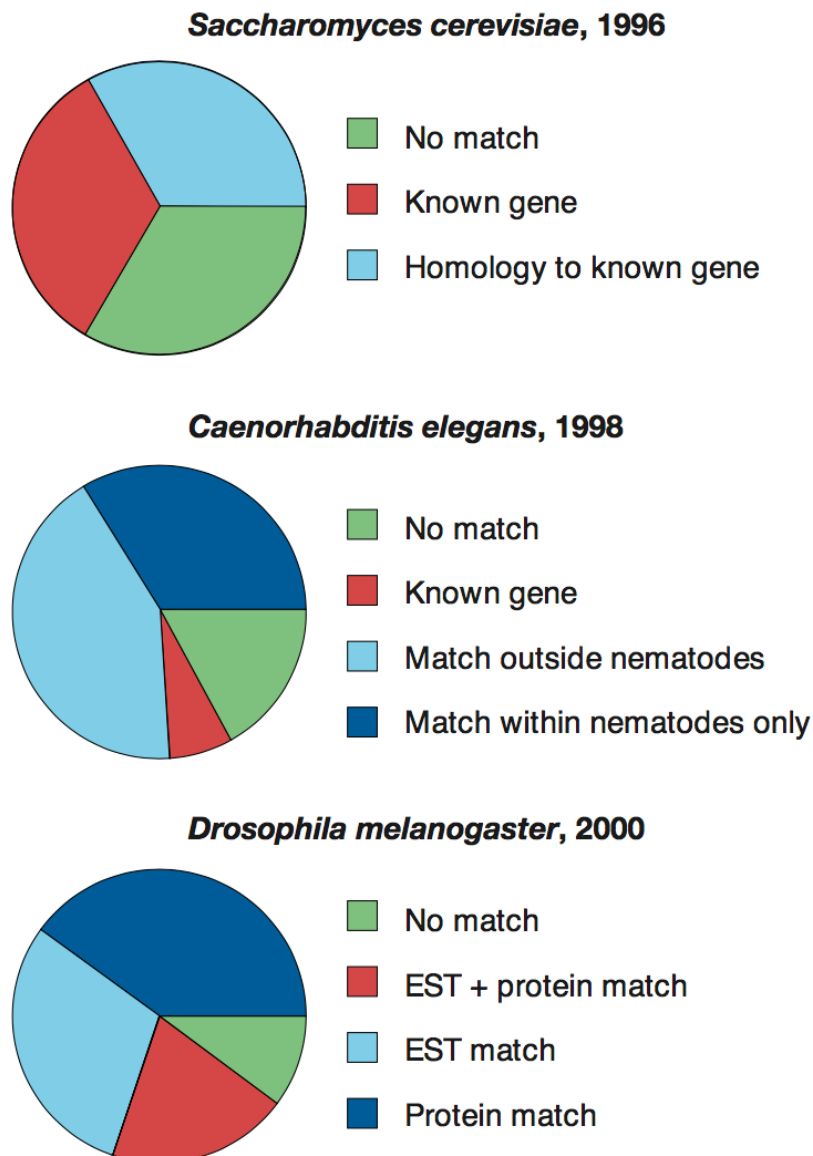 Saccharomyces cerevisiae, 1996
No match
Known gene
Homology to known gene
Caenorhabditis elegans, 1998
No match
Known gene
Match outside nematodes
Match within nematodes only
Drosophila melanogaster, 2000
No match
EST + protein match
EST match
Protein match